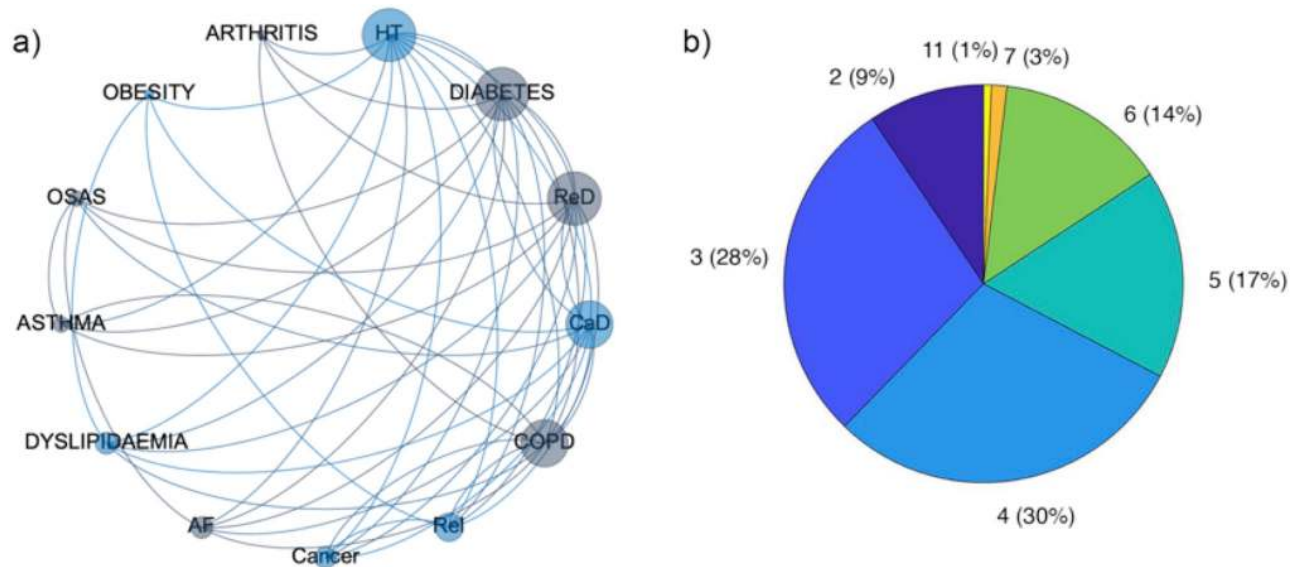 a)
ARTHRITIS
HT
OBESITY
DIABETES
OSAS
ReD
ASTHMA
CaD
DYSLIPIDAEMIA
COPD
AF
Cancer
Rel
b)
11 (1%)
7 (3%)
2 (9%)
6 (14%)
3 (28%)
5 (17%)
4 (30%)